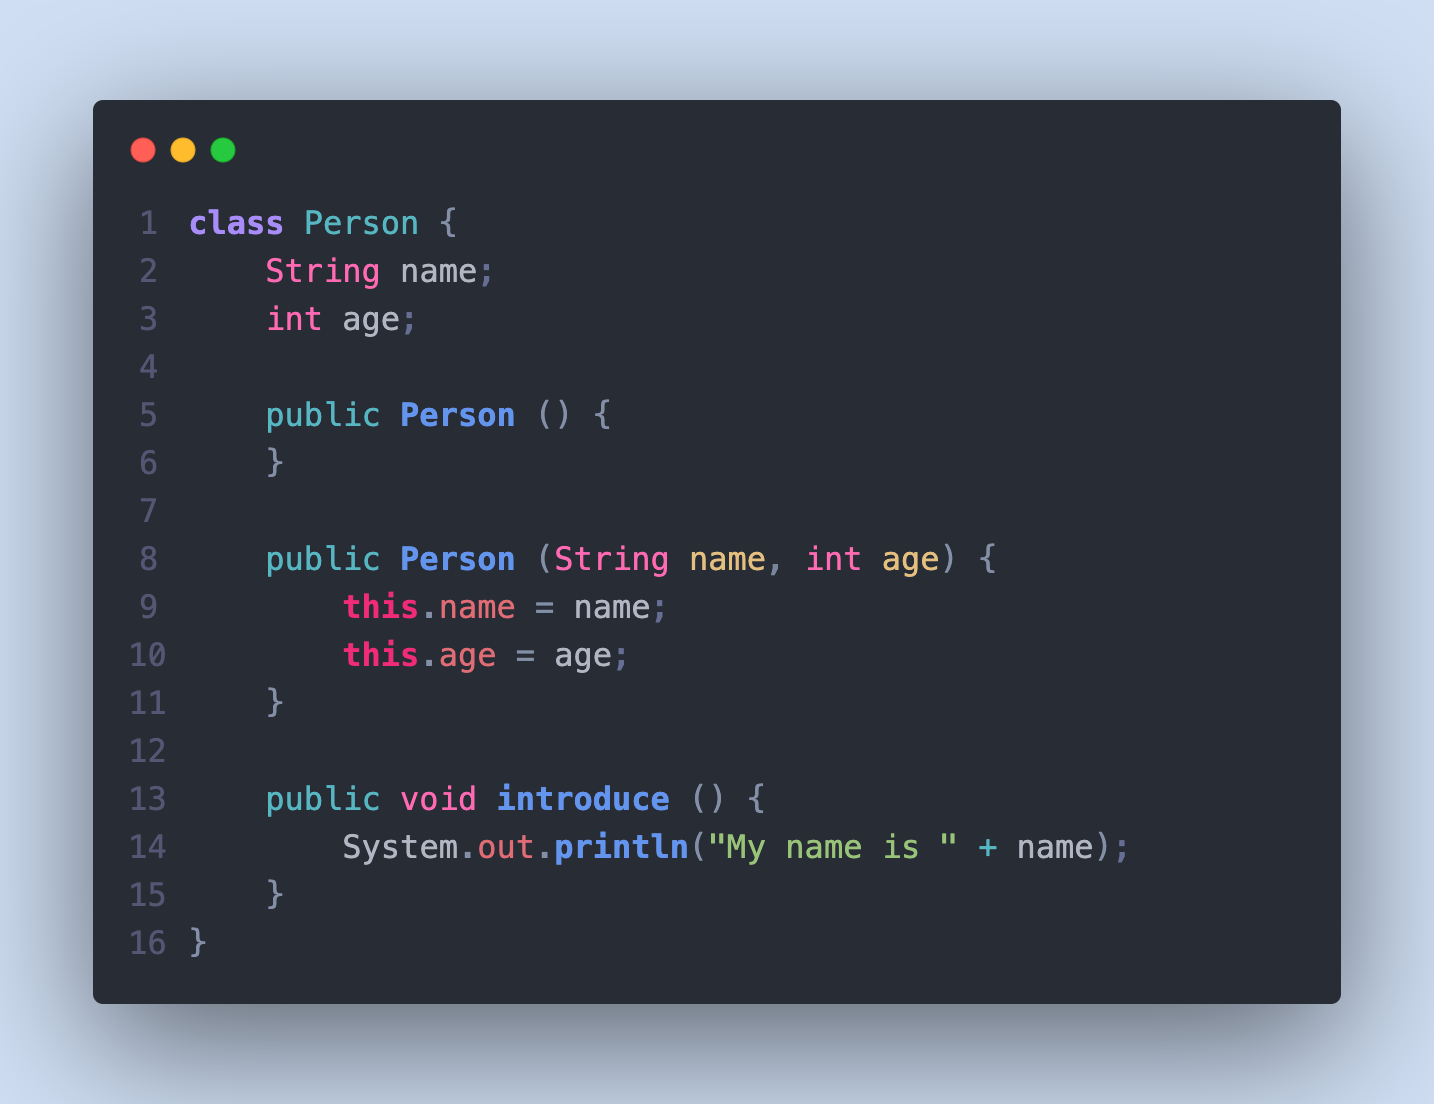 1 class Person {
2     String name;
3     int age;
4
5     public Person () {
6     }
7
8     public Person (String name, int age) {
9         this.name = name;
10         this.age = age;
11     }
12
13     public void introduce () {
14         System.out.println("My name is " + name);
15     }
16 }